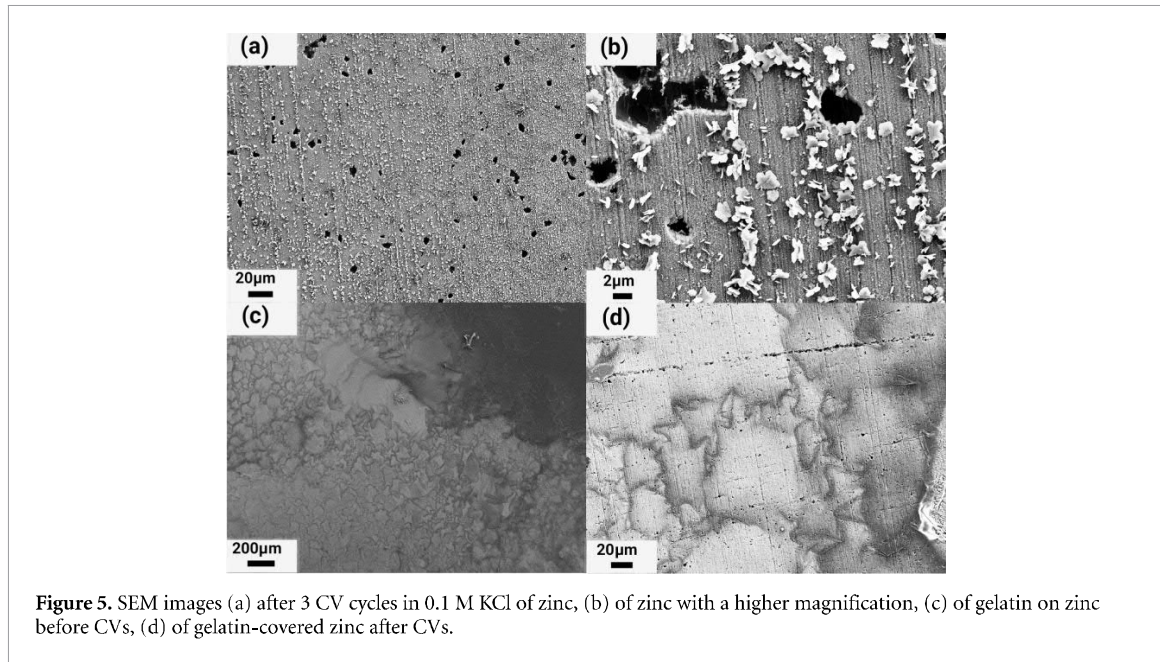 (a)
(b)
20µm
2µm
(c)
(d)
200µm
20µm
Figure 5. SEM images (a) after 3 CV cycles in 0.1 M KCl of zinc, (b) of zinc with a higher magnification, (c) of gelatin on zinc
before CVs, (d) of gelatin-covered zinc after CVs.